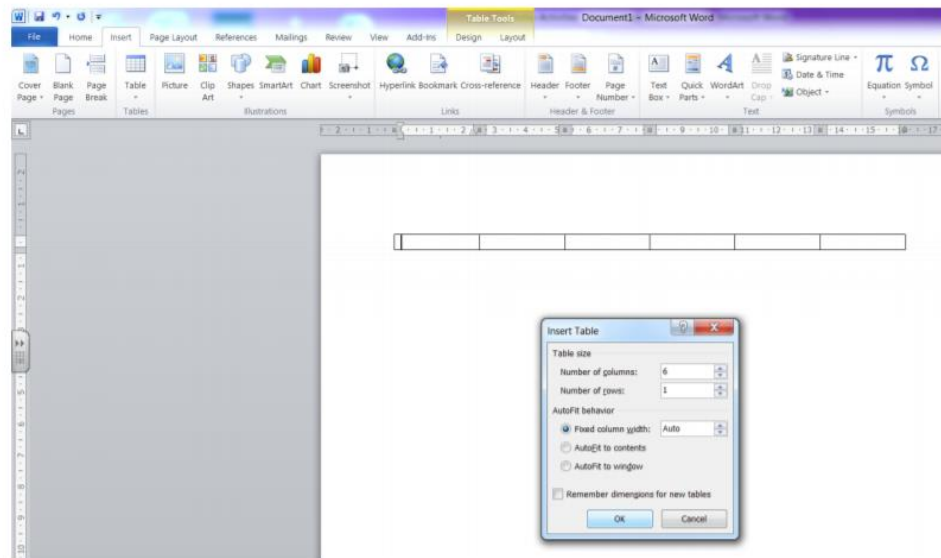 Table Tools
Document1 - Microsoft Word
File Home Insert Page Layout References Mailings Review View Add-Ins Design Layout
Cover Page
Blank Page
Page Break
Table
Picture
Clip Art
Shapes
SmartArt
Chart
Screenshot
Hyperlink
Bookmark
Cross-reference
Header
Footer
Page Number
Text Box
Quick Parts
WordArt
Drop Cap
Signature Line
Date & Time
Object
Equation
Symbol
Pages Tables Illustrations Links Header & Footer Text Symbols
Insert Table
Table size
Number of columns: 6
Number of rows: 1
AutoFit behavior
Fixed column width: Auto
AutoFit to contents
AutoFit to window
Remember dimensions for new tables
OK Cancel